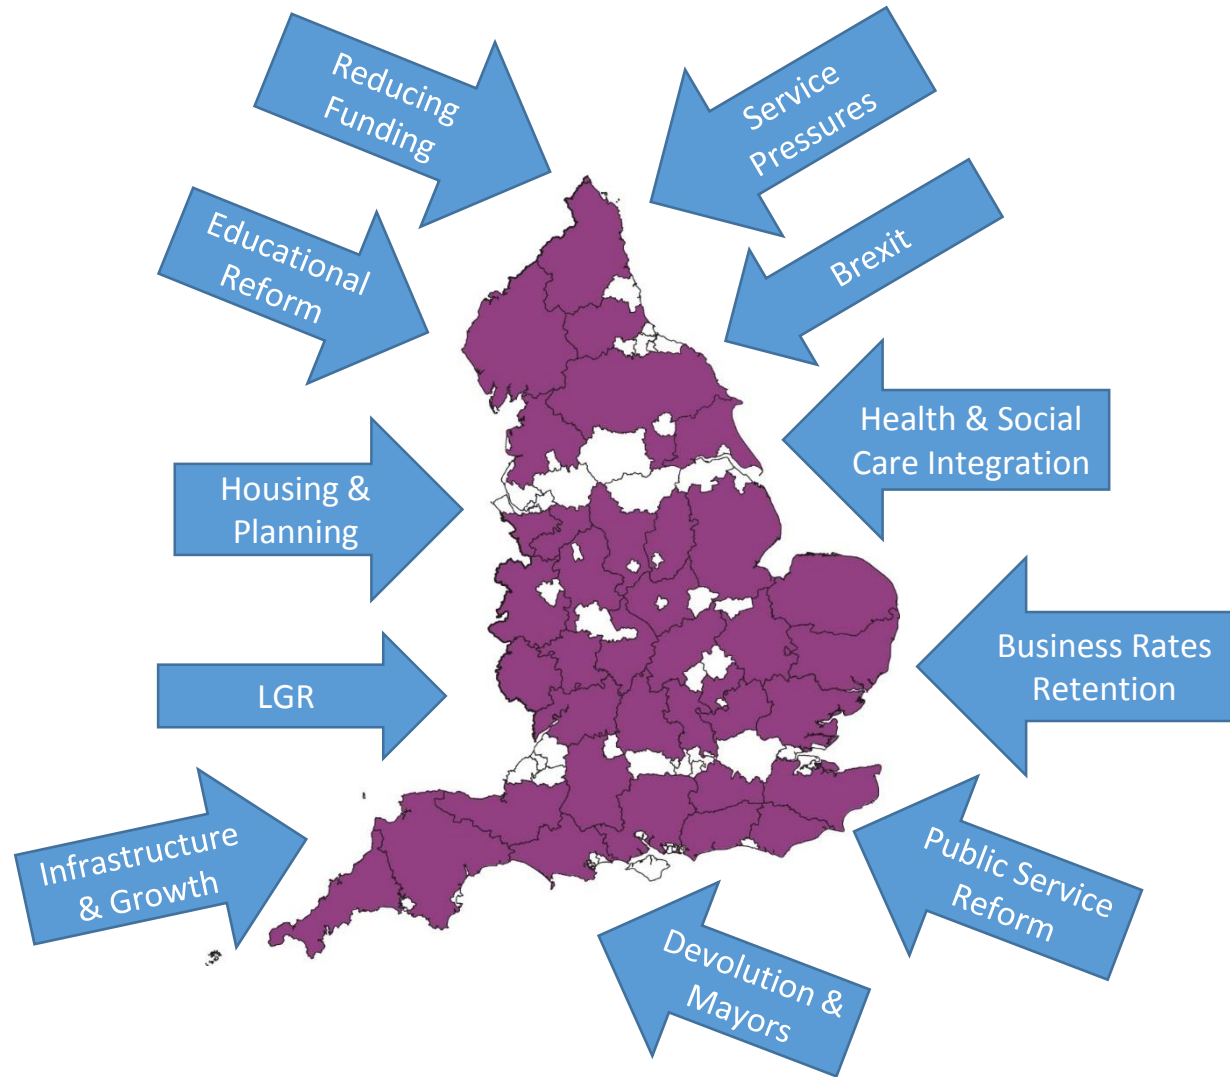 Reducing
Funding
Service
Pressures
Educational
Reform
Brexit
Health & Social
Care Integration
Housing &
Planning
Business Rates
Retention
LGR
Infrastructure
& Growth
Public Service
Reform
Devolution &
Mayors